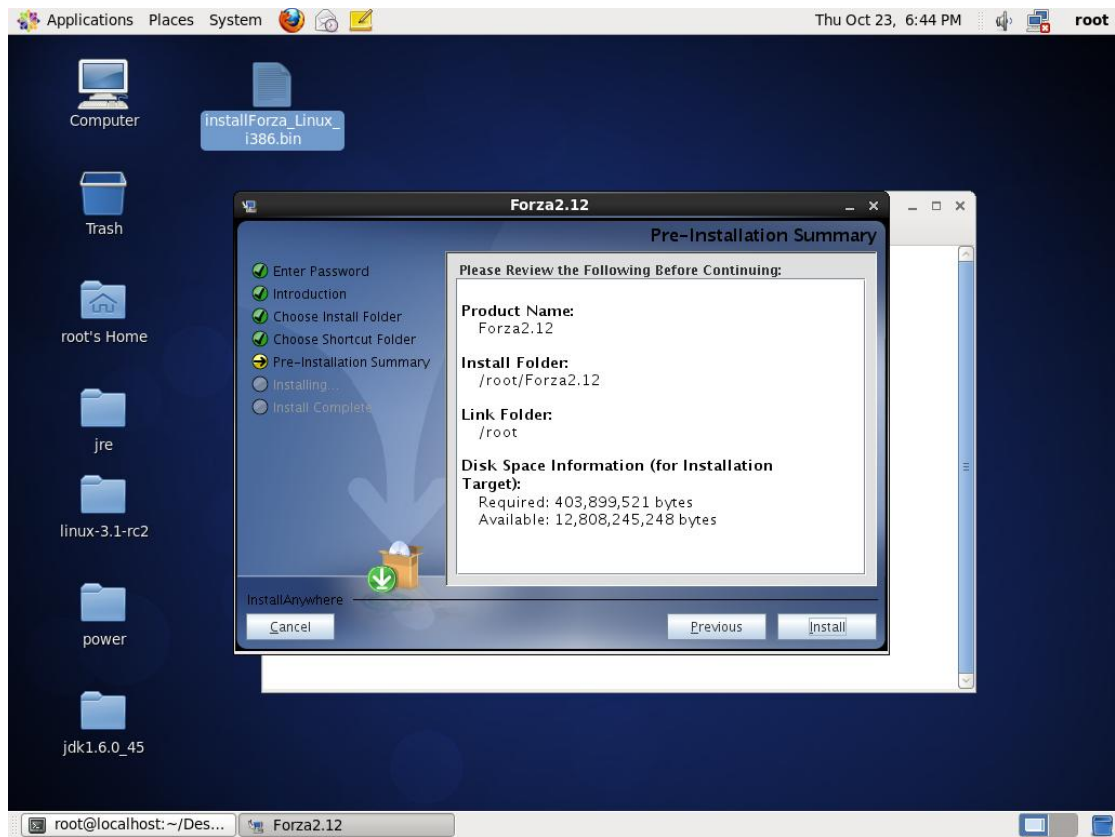 Applications Places System Thu Oct 23, 6:44 PM root
Computer
installForza_Linux_
i386.bin
Trash
root's Home
jre
linux-3.1-rc2
power
jdk1.6.0_45
Forza2.12
Pre-Installation Summary
Enter Password
Introduction
Choose Install Folder
Choose Shortcut Folder
Pre-Installation Summary
Installing...
Install Complete
Please Review the Following Before Continuing:
Product Name:
Forza2.12
Install Folder:
/root/Forza2.12
Link Folder:
/root
Disk Space Information (for Installation
Target):
Required: 403,899,521 bytes
Available: 12,808,245,248 bytes
InstallAnywhere
Cancel Previous Install
root@localhost:~/Des... Forza2.12